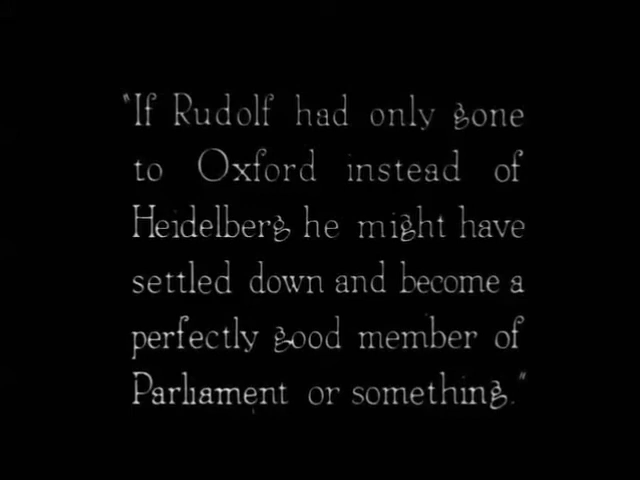 "If Rudolf had only gone
to Oxford instead of
Heidelberg he might have
settled down and become a
perfectly good member of
Parliament or something."